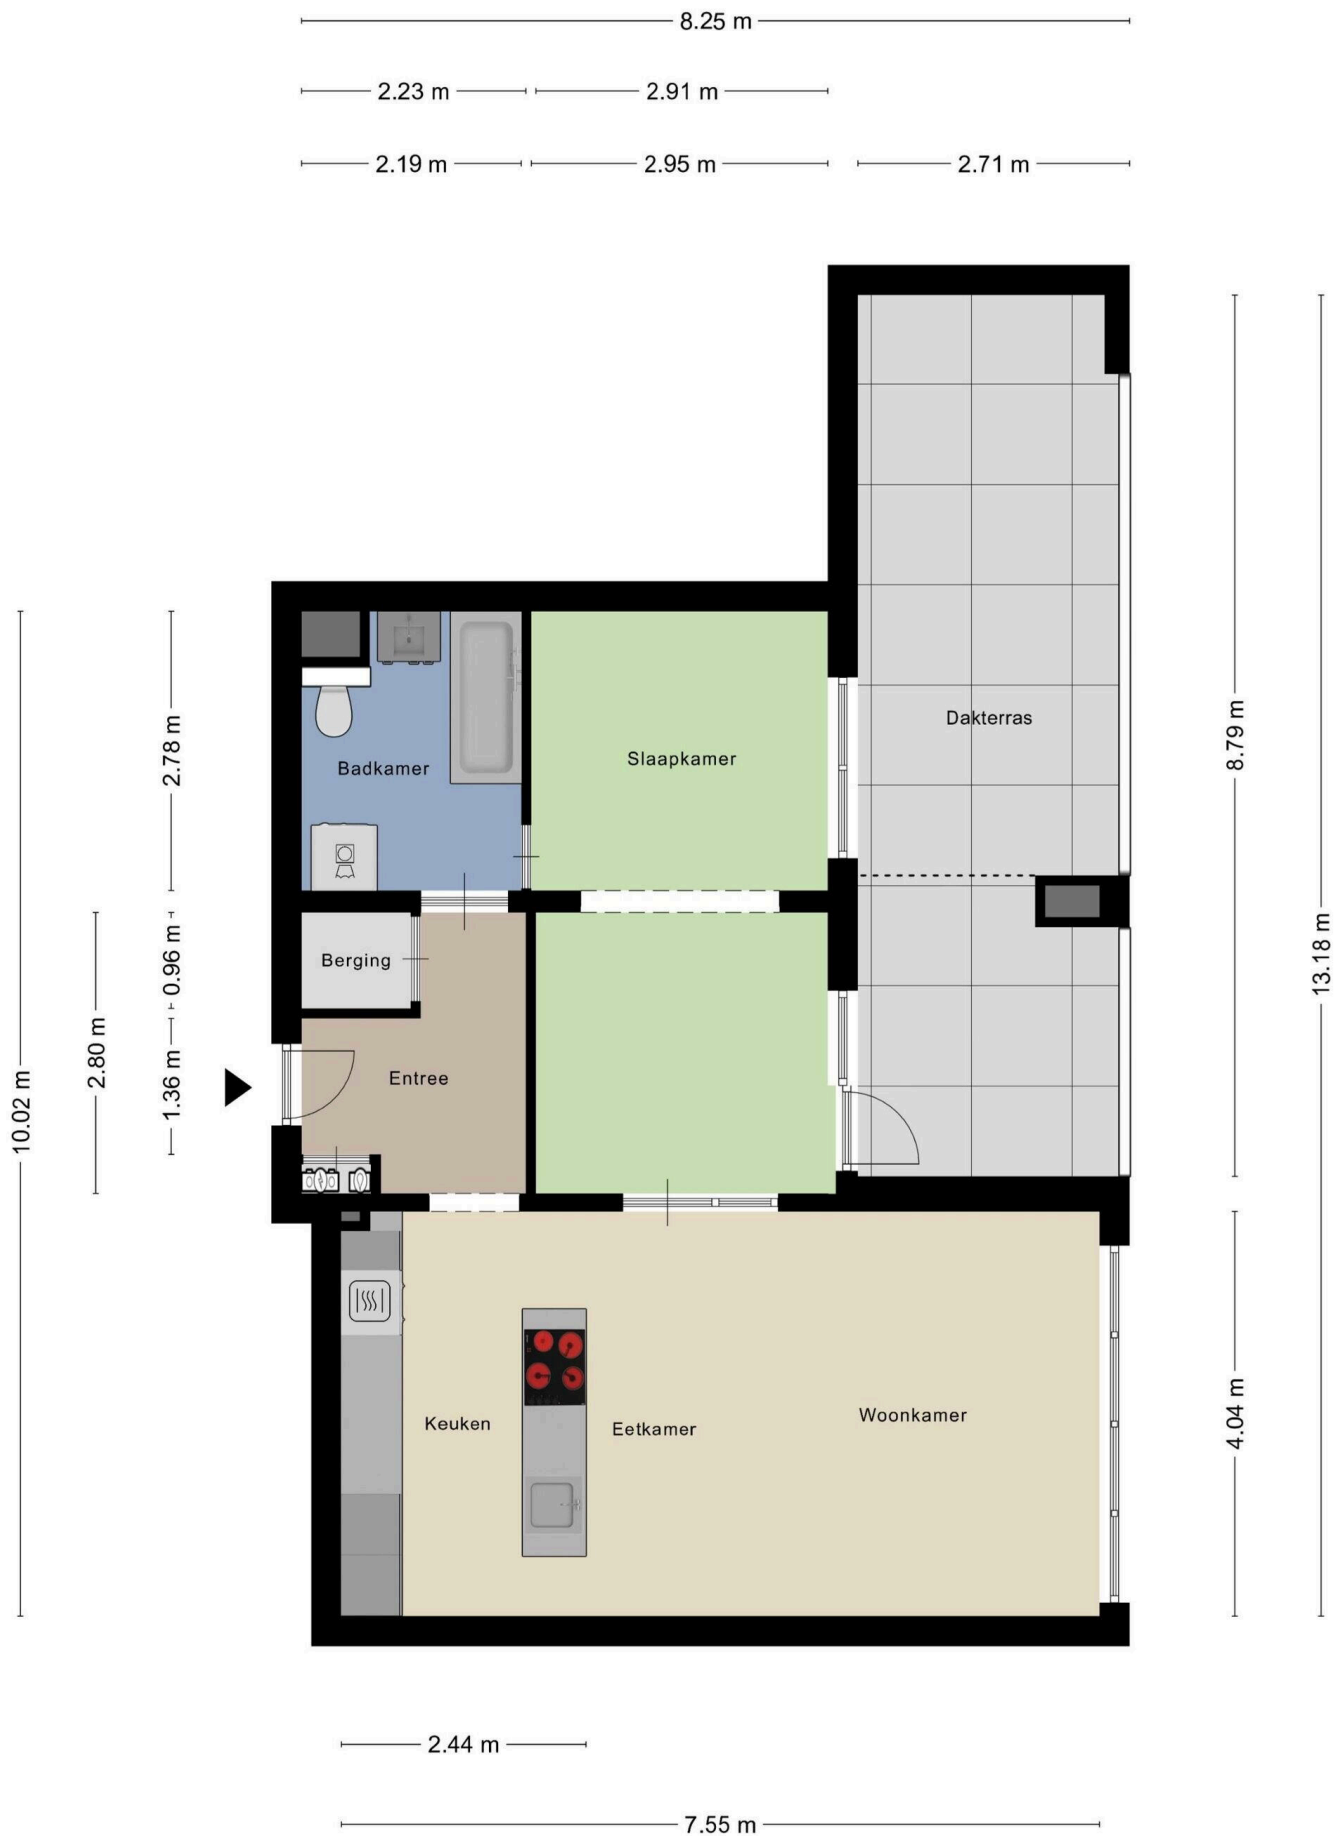 8.25 m
2.23 m
2.91 m
2.19 m
2.95 m
2.71 m
Dakterras
Slaapkamer
Badkamer
Berging
Entree
Keuken
Eetkamer
Woonkamer
2.78 m
0.96 m
1.36 m
2.80 m
10.02 m
8.79 m
13.18 m
4.04 m
2.44 m
7.55 m